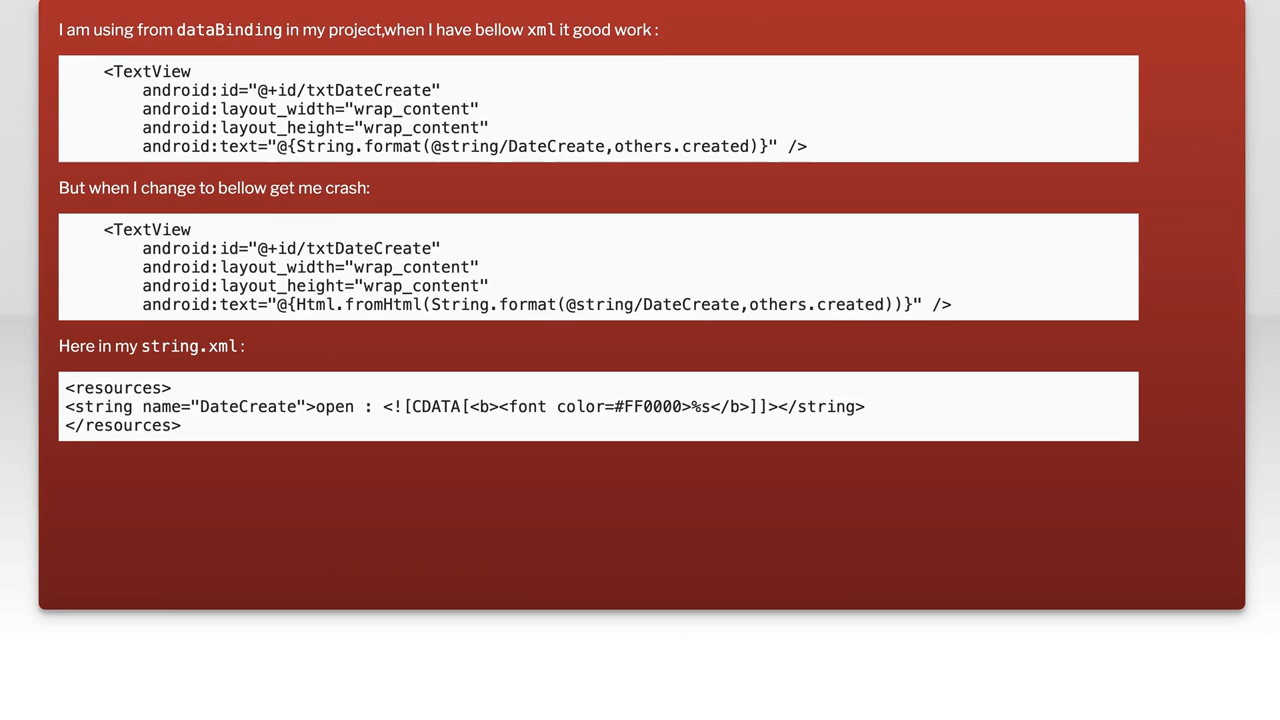 I am using from dataBinding in my project,when I have bellow xml it good work :
<TextView
android:id="@+id/txtDateCreate"
android:layout_width="wrap_content"
android:layout_height="wrap_content"
android:text="@{String.format(@string/DateCreate,others.created)}" />
But when I change to bellow get me crash:
<TextView
android:id="@+id/txtDateCreate"
android:layout_width="wrap_content"
android:layout_height="wrap_content"
android:text="@{Html.fromHtml(String.format(@string/DateCreate,others.created))}" />
Here in my string.xml:
<resources>
<string name="DateCreate">open : <![CDATA[<b><font color=#FF0000>%s</b>]]></string>
</resources>